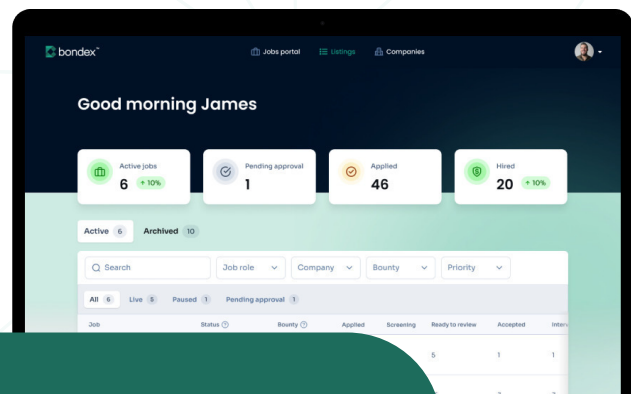 bondex™ Jobs portal Listings Companies
Good morning James
Active jobs Pending approval Applied Hired
6 ↑ 10% 1 46 20 ↑ 10%
Active 6 Archived 10
Search Job role Company Bounty Priority
All 6 Live 5 Paused 1 Pending approval 1
Job Status Bounty Applied Screening Ready to review Accepted
5 1 1